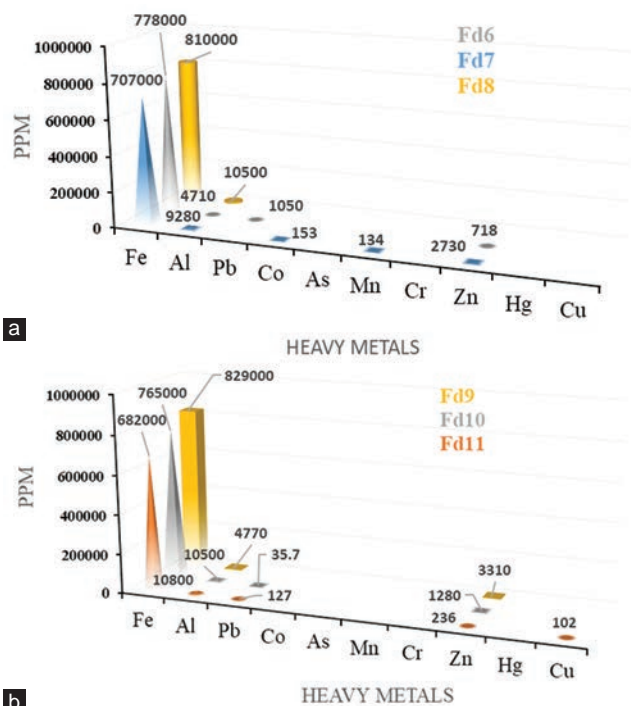 778000
1000000
810000
Fd6
Fd7
Fd8
800000
707000
600000
PPM
400000
10500
200000
4710
1050
9280
153
134
2730
718
0
Fe Al Pb Co As Mn Cr Zn Hg Cu
a
HEAVY METALS
829000
1000000
765000
Fd9
Fd10
Fd11
682000
800000
600000
PPM
400000
4770
200000
10500
35.7
10800
127
3310
1280
236
102
0
Fe Al Pb Co As Mn Cr Zn Hg Cu
b
HEAVY METALS